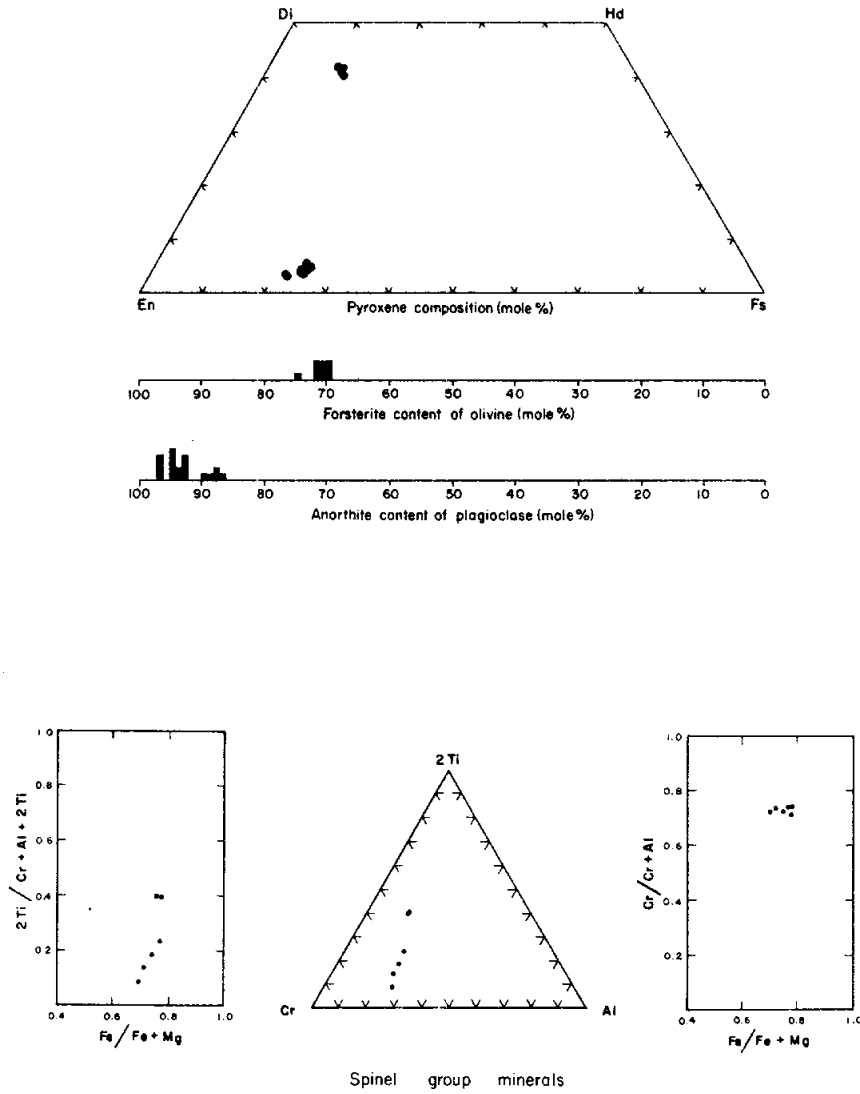 Di Hd
En Fs
Pyroxene composition (mole %)
100 90 80 70 60 50 40 30 20 10 0
Forsterite content of olivine (mole %)
100 90 80 70 60 50 40 30 20 10 0
Anorthite content of plagioclase (mole %)
1.0
0.8
0.6
0.4
0.2
0.4 0.6 0.8 1.0
2Ti / Cr + Al + 2Ti
Fe / Fe + Mg
2 Ti
Cr Al
1.0
0.8
0.6
0.4
0.2
0.4 0.6 0.8 1.0
Cr / Cr + Al
Fe / Fe + Mg
Spinel group minerals